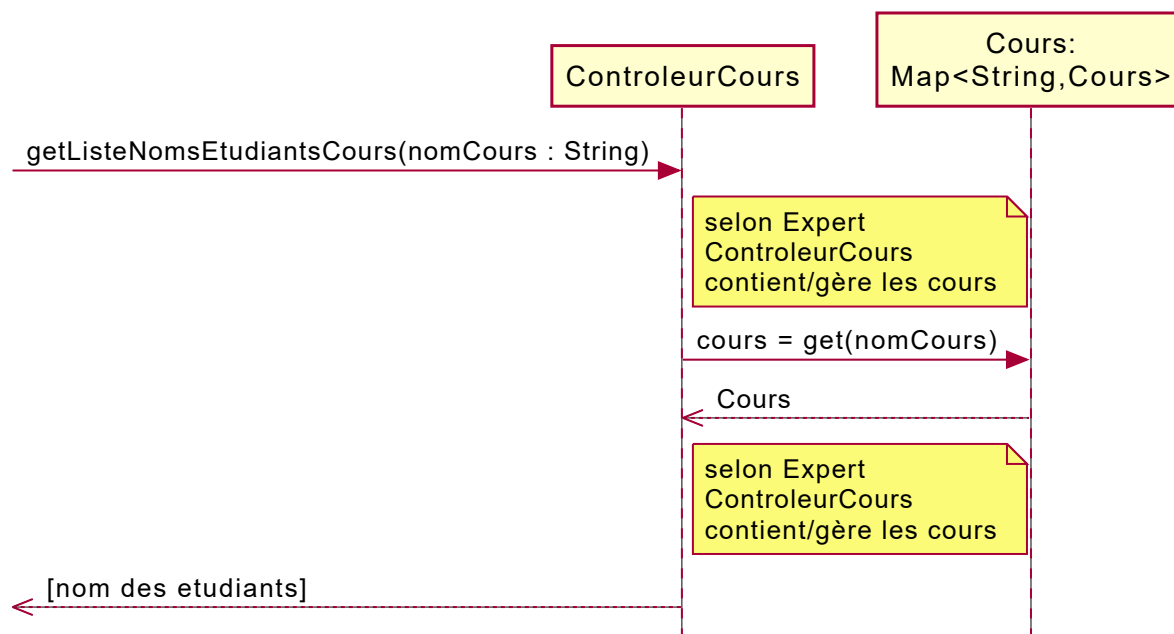 Cours:
Map<String,Cours>
ControleurCours
getListeNomsEtudiantsCours(nomCours : String)
selon Expert
ControleurCours
contient/gère les cours
cours = get(nomCours)
Cours
selon Expert
ControleurCours
contient/gère les cours
[nom des etudiants]